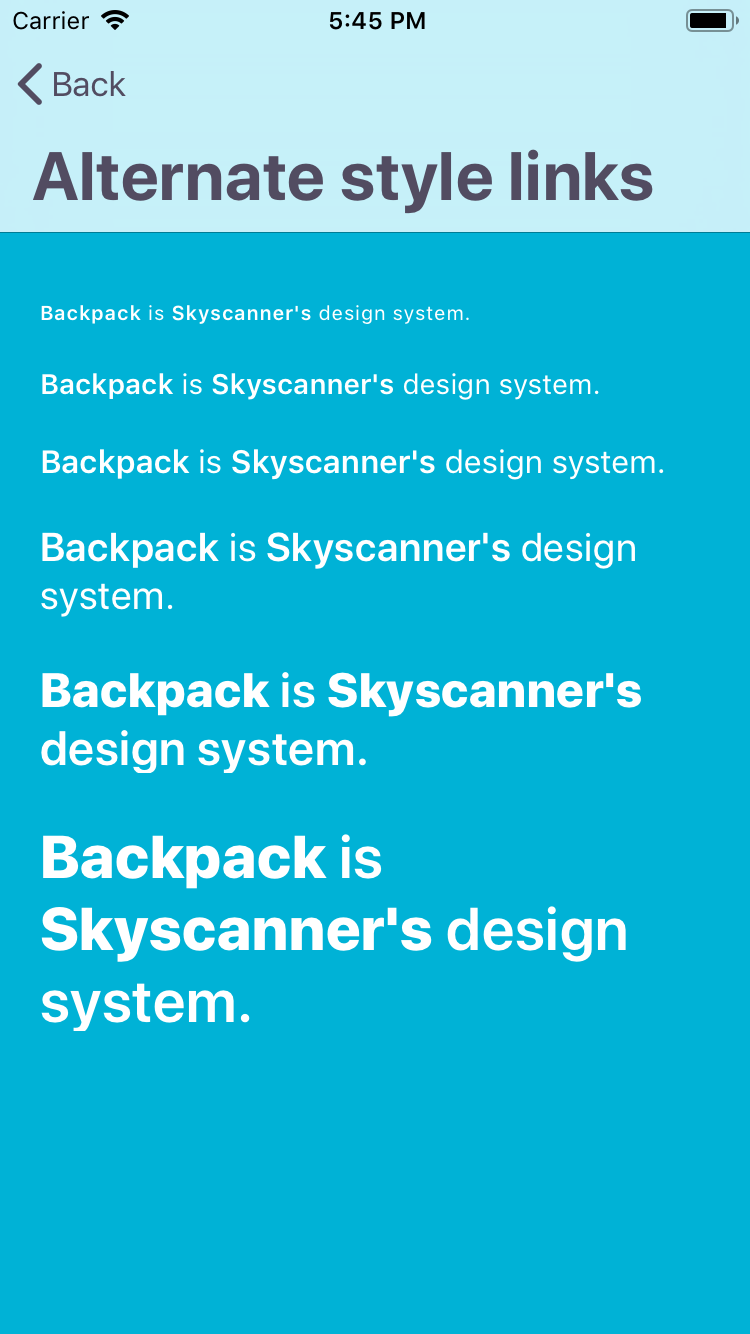 Carrier 5:45 PM
Back
Alternate style links
Backpack is Skyscanner's design system.
Backpack is Skyscanner's design system.
Backpack is Skyscanner's design system.
Backpack is Skyscanner's design
system.
Backpack is Skyscanner's
design system.
Backpack is
Skyscanner's design
system.